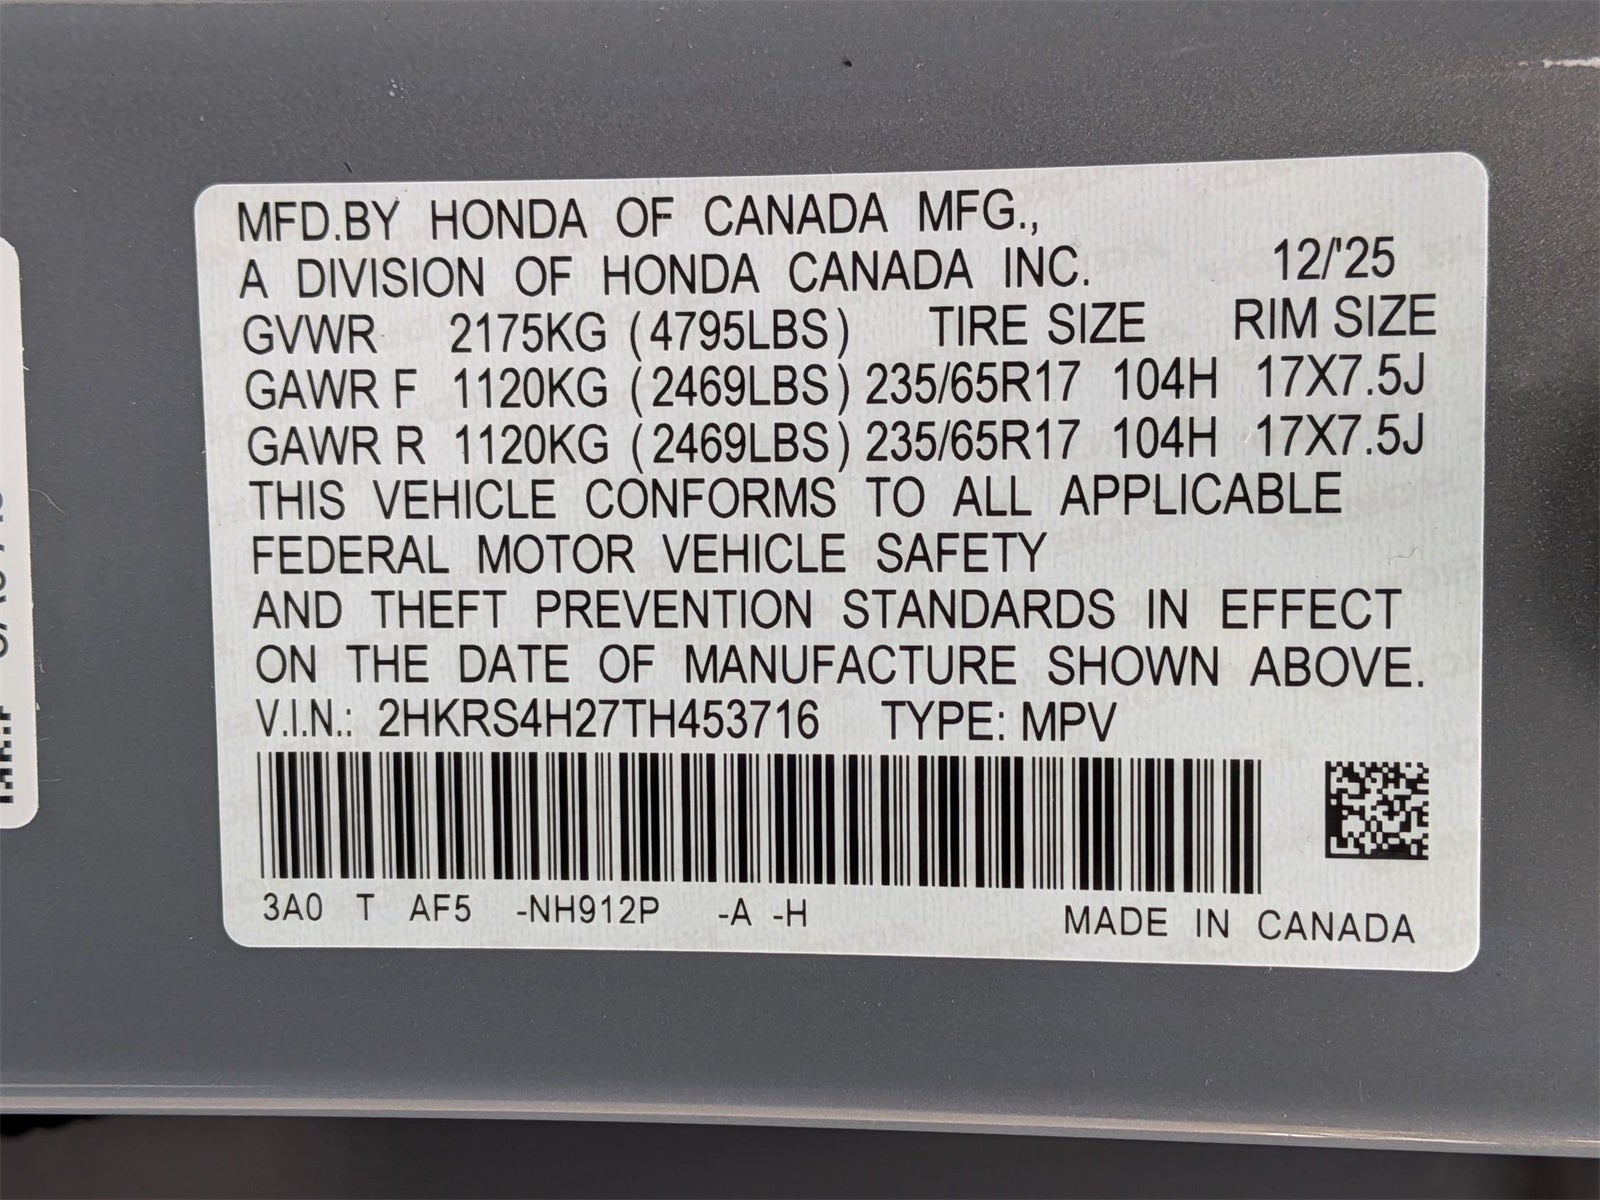 MFD.BY HONDA OF CANADA MFG.,
A DIVISION OF HONDA CANADA INC. 12/'25
GVWR 2175KG (4795LBS) TIRE SIZE RIM SIZE
GAWR F 1120KG (2469LBS) 235/65R17 104H 17X7.5J
GAWR R 1120KG (2469LBS) 235/65R17 104H 17X7.5J
THIS VEHICLE CONFORMS TO ALL APPLICABLE
FEDERAL MOTOR VEHICLE SAFETY
AND THEFT PREVENTION STANDARDS IN EFFECT
ON THE DATE OF MANUFACTURE SHOWN ABOVE.
V.I.N.: 2HKRS4H27TH453716 TYPE: MPV
3A0 T AF5 -NH912P -A -H MADE IN CANADA